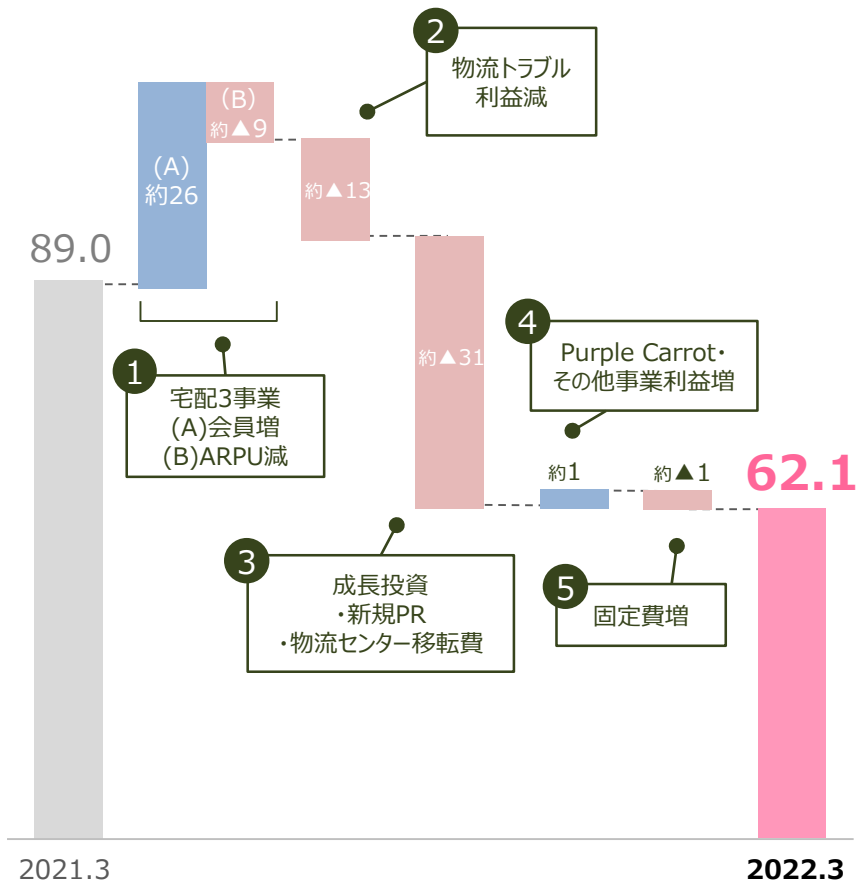 2
物流トラブル
利益減
(B)
約▲9
(A)
約26
約▲13
89.0
4
Purple Carrot・
その他事業利益増
1
宅配3事業
(A)会員増
(B)ARPU減
約▲31
約1
約▲1
62.1
3
成長投資
・新規PR
・物流センター移転費
5
固定費増
2021.3
2022.3